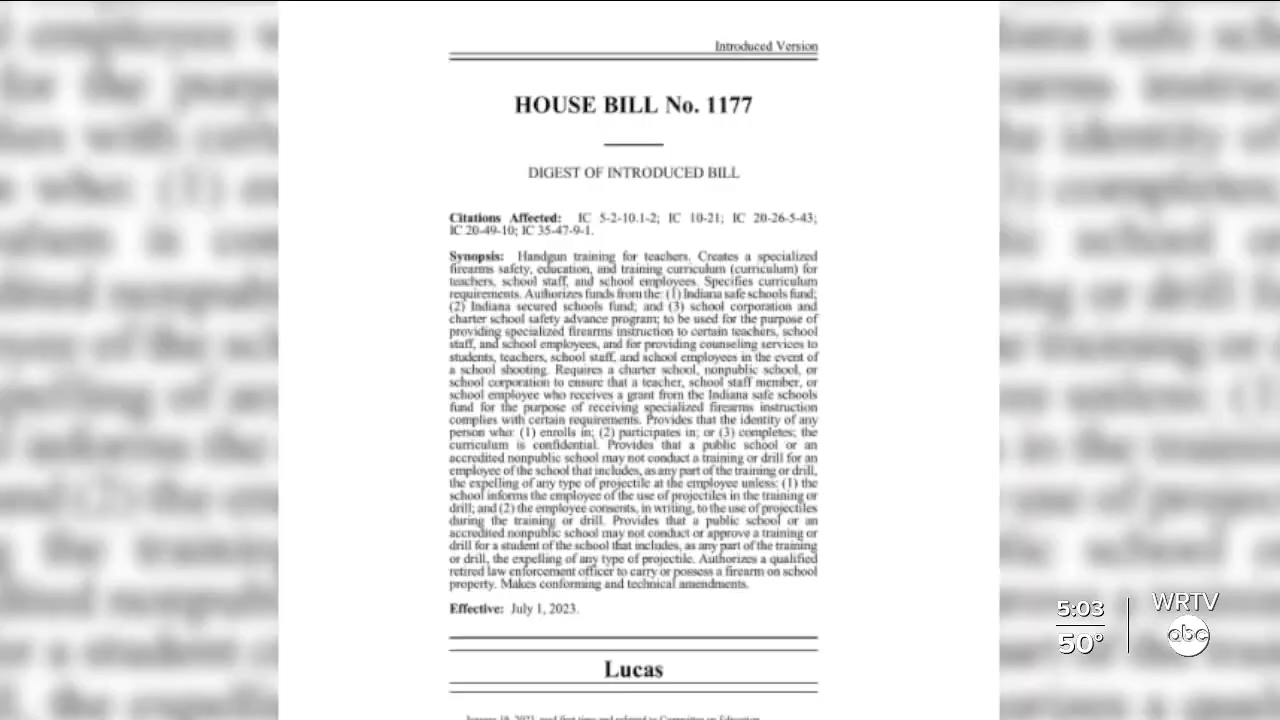 Introduced Version
HOUSE BILL No. 1177
DIGEST OF INTRODUCED BILL
Citations Affected: IC 5-2-10.1-2; IC 10-21; IC 20-26-5-43;
IC 20-49-10; IC 35-47-9-1.
Synopsis: Handgun training for teachers. Creates a specialized
firearms safety, education, and training curriculum (curriculum) for
teachers, school staff, and school employees. Specifies curriculum
requirements. Authorizes funds from the: (1) Indiana safe schools fund;
(2) Indiana secured schools fund; and (3) school corporation and
charter school safety advance program; to be used for the purpose of
providing specialized firearms instruction to certain teachers, school
staff, and school employees, and for providing counseling services to
students, teachers, school staff, and school employees in the event of
a school shooting. Requires a charter school, nonpublic school, or
school corporation to ensure that a teacher, school staff member, or
school employee who receives a grant from the Indiana safe schools
fund for the purpose of receiving specialized firearms instruction
complies with certain requirements. Provides that the identity of any
person who: (1) enrolls in; (2) participates in; or (3) completes; the
curriculum is confidential. Provides that a public school or an
accredited nonpublic school may not conduct a training or drill for an
employee of the school that includes, as any part of the training or drill,
the expelling of any type of projectile at the employee unless: (1) the
school informs the employee of the use of projectiles in the training or
drill; and (2) the employee consents, in writing, to the use of projectiles
during the training or drill. Provides that a public school or an
accredited nonpublic school may not conduct or approve a training or
drill for a student of the school that includes, as any part of the training
or drill, the expelling of any type of projectile. Authorizes a qualified
retired law enforcement officer to carry or possess a firearm on school
property. Makes conforming and technical amendments.
Effective: July 1, 2023.
Lucas
5:03
50°
WRTV
abc